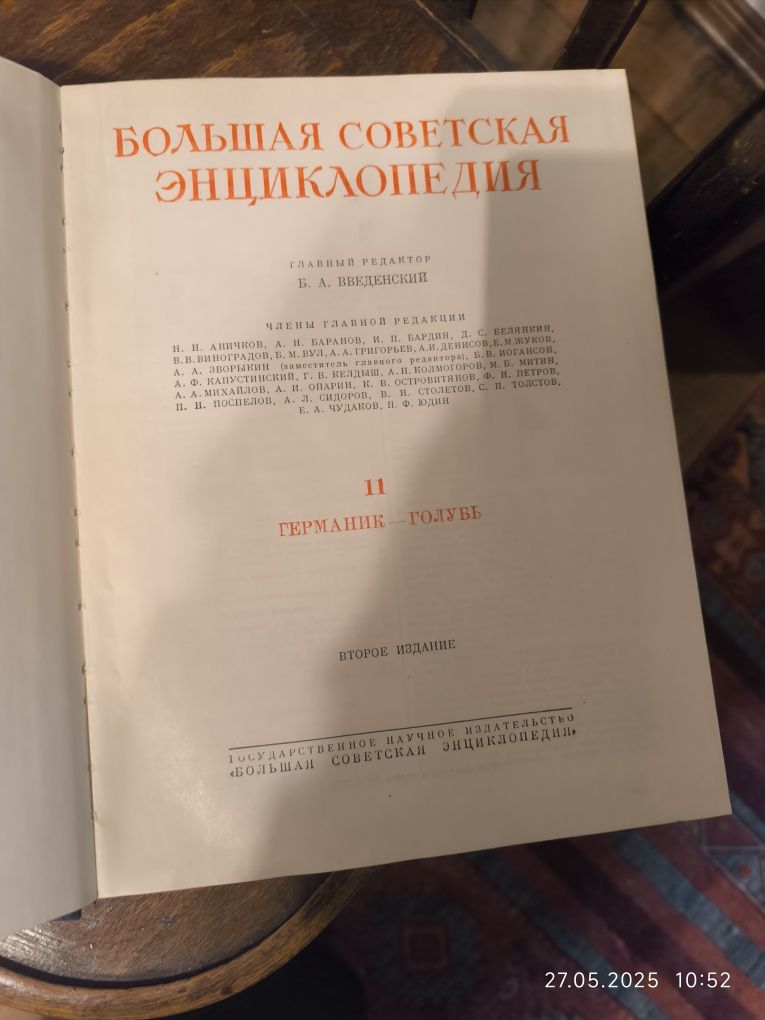 БОЛЬШАЯ СОВЕТСКАЯ
ЭНЦИКЛОПЕДИЯ
ГЛАВНЫЙ РЕДАКТОР
Б. А. ВВЕДЕНСКИЙ
ЧЛЕНЫ ГЛАВНОЙ РЕДАКЦИИ
Н. Н. АНИЧКОВ, А. И. БАРАНОВ, И. П. БАРДИН, Д. С. БЕЛЯНКИН,
В. В. ВИНОГРАДОВ, Б. М. ВУЛ, А. А. ГРИГОРЬЕВ, А. И. ДЕНИСОВ, Е. М. ЖУКОВ,
А. А. ЗВОРЫКИН (заместитель главного редактора), Б. В. ИОГАНСОН,
А. Ф. КАПУСТИНСКИЙ, Г. В. КЕЛДЫШ, А. Н. КОЛМОГОРОВ, М. Б. МИТИН,
А. А. МИХАЙЛОВ, А. И. ОПАРИН, К. В. ОСТРОВИТЯНОВ, Ф. Н. ПЕТРОВ,
П. Н. ПОСПЕЛОВ, А. Л. СИДОРОВ, В. Н. СТОЛЕТОВ, С. П. ТОЛСТОВ,
Е. А. ЧУДАКОВ, П. Ф. ЮДИН
11
ГЕРМАНИК — ГОЛУБЬ
ВТОРОЕ ИЗДАНИЕ
ГОСУДАРСТВЕННОЕ НАУЧНОЕ ИЗДАТЕЛЬСТВО
«БОЛЬШАЯ СОВЕТСКАЯ ЭНЦИКЛОПЕДИЯ»
27.05.2025 10:52